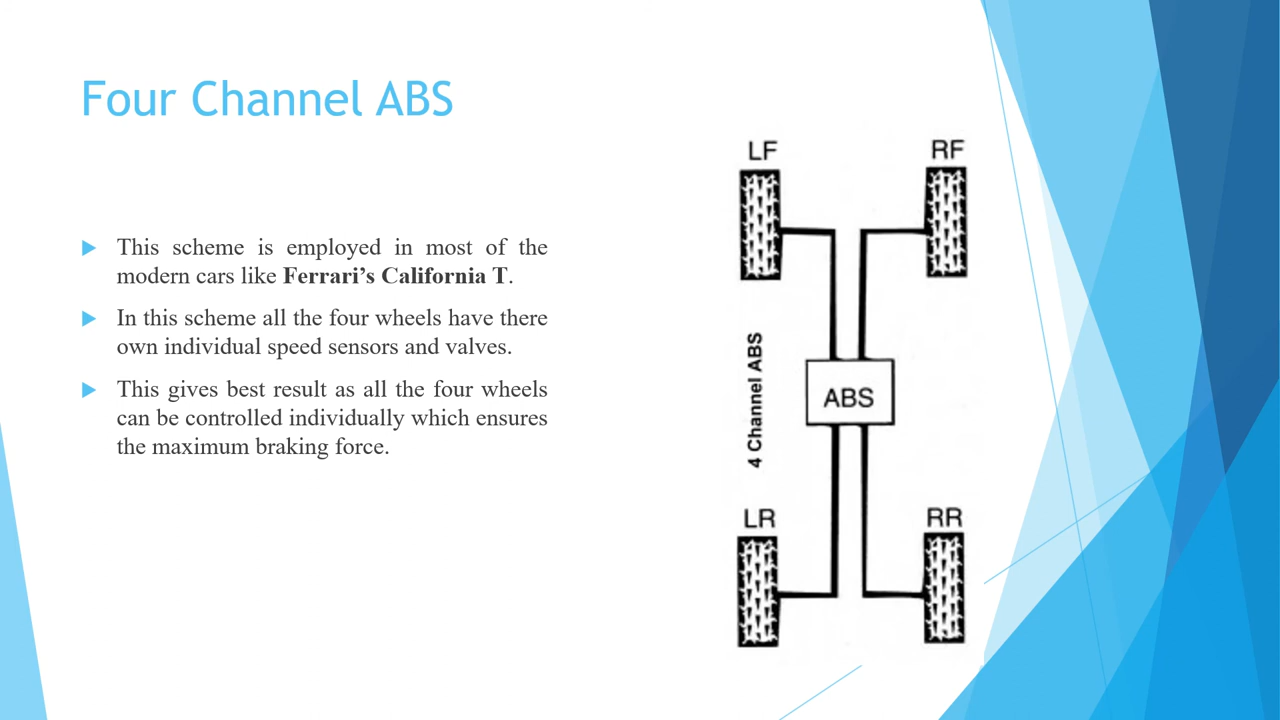 Four Channel ABS
This scheme is employed in most of the
modern cars like Ferrari’s California T.
In this scheme all the four wheels have there
own individual speed sensors and valves.
This gives best result as all the four wheels
can be controlled individually which ensures
the maximum braking force.
LF
RF
4 Channel ABS
ABS
LR
RR